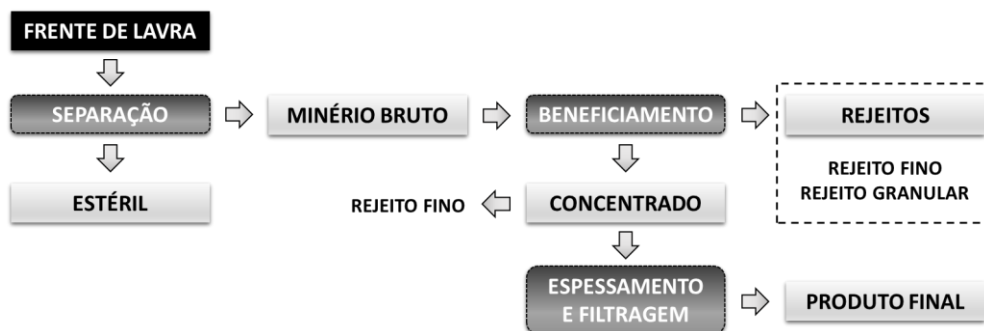 FRENTE DE LAVRA
SEPARAÇÃO
MINÉRIO BRUTO
BENEFICIAMENTO
REJEITOS
REJEITO FINO
REJEITO GRANULAR
ESTÉRIL
REJEITO FINO
CONCENTRADO
ESPESSAMENTO
E FILTRAGEM
PRODUTO FINAL